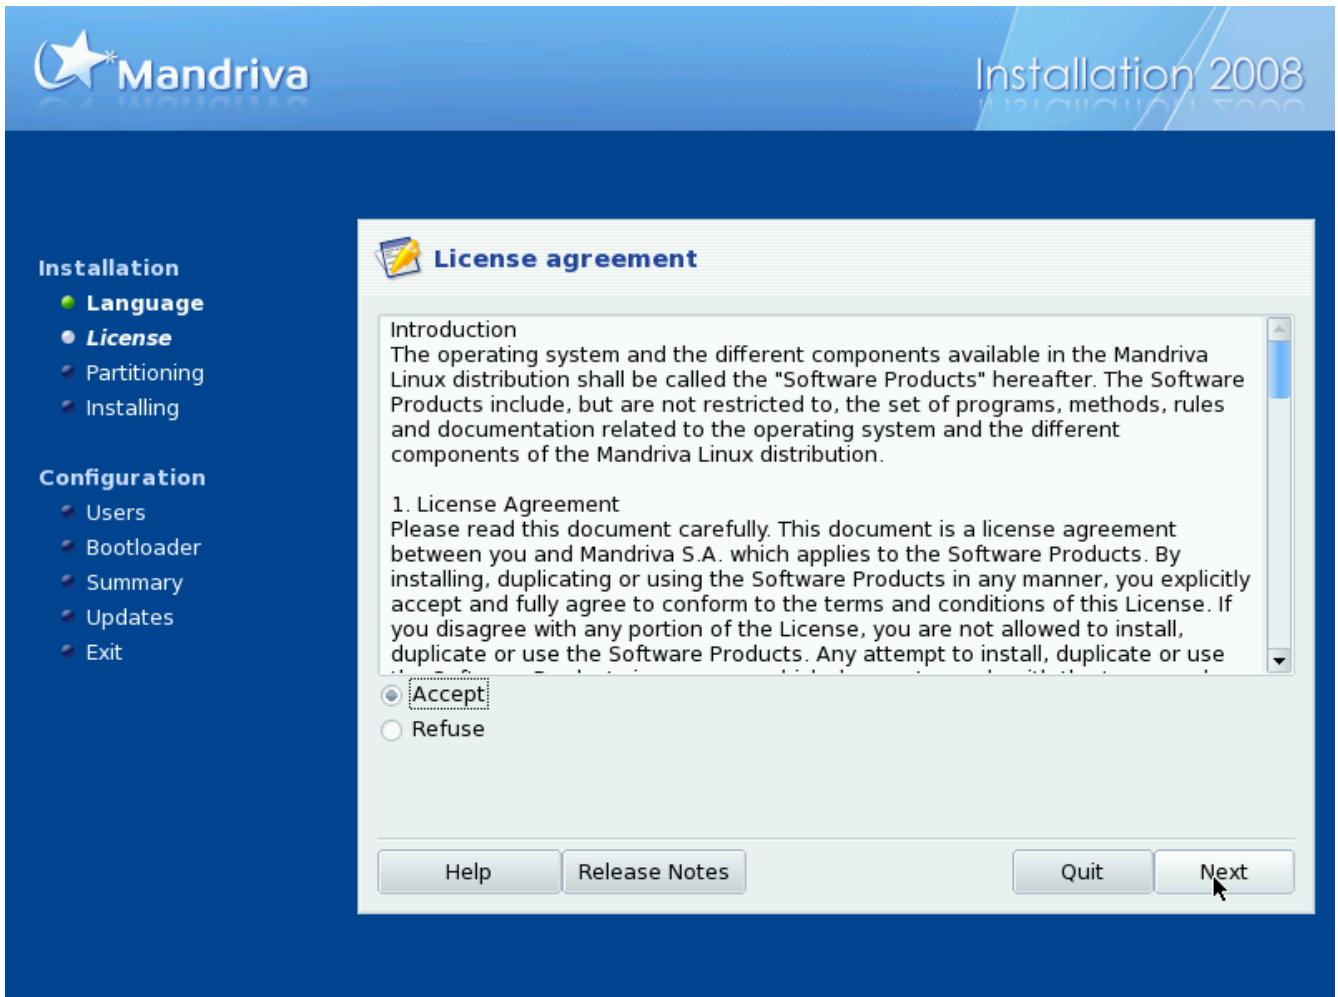 Mandriva
Installation 2008
Installation
Language
License
Partitioning
Installing
Configuration
Users
Bootloader
Summary
Updates
Exit
License agreement
Introduction
The operating system and the different components available in the Mandriva
Linux distribution shall be called the "Software Products" hereafter. The Software
Products include, but are not restricted to, the set of programs, methods, rules
and documentation related to the operating system and the different
components of the Mandriva Linux distribution.
1. License Agreement
Please read this document carefully. This document is a license agreement
between you and Mandriva S.A. which applies to the Software Products. By
installing, duplicating or using the Software Products in any manner, you explicitly
accept and fully agree to conform to the terms and conditions of this License. If
you disagree with any portion of the License, you are not allowed to install,
duplicate or use the Software Products. Any attempt to install, duplicate or use
Accept
Refuse
Help
Release Notes
Quit
Next